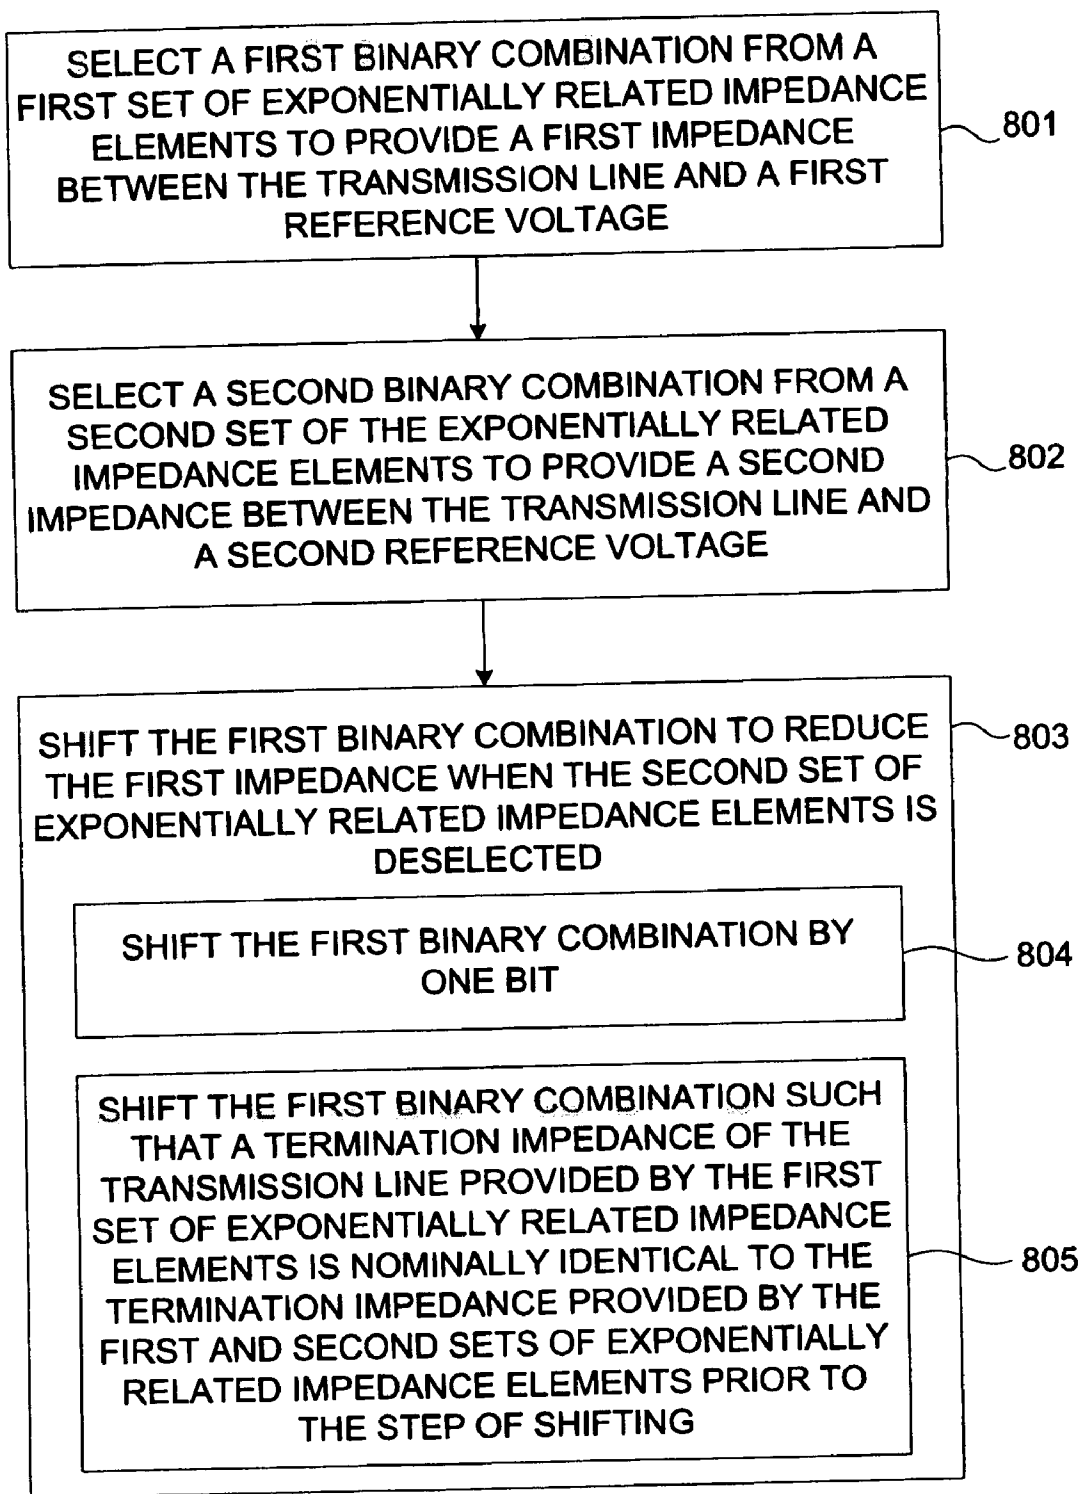 SELECT A FIRST BINARY COMBINATION FROM A
FIRST SET OF EXPONENTIALLY RELATED IMPEDANCE
ELEMENTS TO PROVIDE A FIRST IMPEDANCE
BETWEEN THE TRANSMISSION LINE AND A FIRST
REFERENCE VOLTAGE
801
SELECT A SECOND BINARY COMBINATION FROM A
SECOND SET OF THE EXPONENTIALLY RELATED
IMPEDANCE ELEMENTS TO PROVIDE A SECOND
IMPEDANCE BETWEEN THE TRANSMISSION LINE AND
A SECOND REFERENCE VOLTAGE
802
SHIFT THE FIRST BINARY COMBINATION TO REDUCE
THE FIRST IMPEDANCE WHEN THE SECOND SET OF
EXPONENTIALLY RELATED IMPEDANCE ELEMENTS IS
DESELECTED
803
SHIFT THE FIRST BINARY COMBINATION BY
ONE BIT
804
SHIFT THE FIRST BINARY COMBINATION SUCH
THAT A TERMINATION IMPEDANCE OF THE
TRANSMISSION LINE PROVIDED BY THE FIRST
SET OF EXPONENTIALLY RELATED IMPEDANCE
ELEMENTS IS NOMINALLY IDENTICAL TO THE
TERMINATION IMPEDANCE PROVIDED BY THE
FIRST AND SECOND SETS OF EXPONENTIALLY
RELATED IMPEDANCE ELEMENTS PRIOR TO
THE STEP OF SHIFTING
805